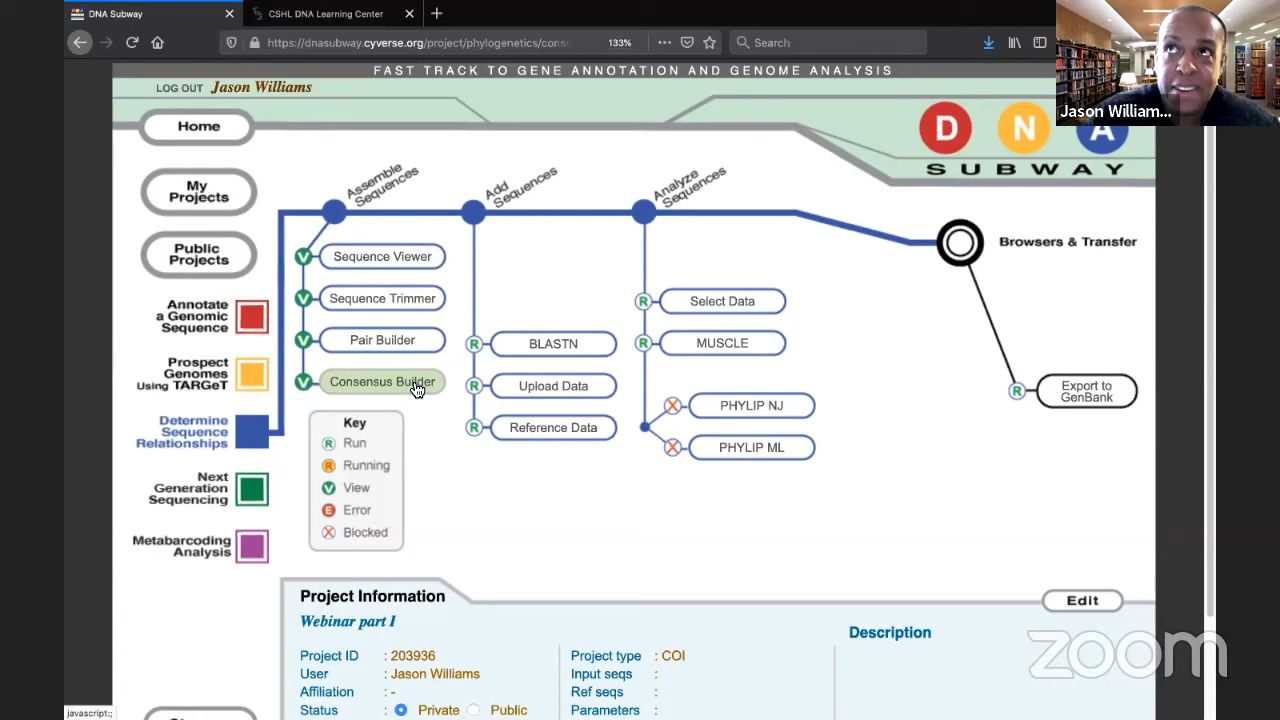 DNA Subway
CSHL DNA Learning Center
https://dnasubway.cyverse.org/project/phylogenetics/conso
133%
Search
FAST TRACK TO GENE ANNOTATION AND GENOME ANALYSIS
LOG OUT Jason Williams
Jason William...
Home
D N A
SUBWAY
My
Projects
Public
Projects
Assemble
Sequences
Add
Sequences
Analyze
Sequences
Browsers & Transfer
Sequence Viewer
Sequence Trimmer
Pair Builder
Consensus Builder
V
V
V
V
BLASTN
Upload Data
Reference Data
R
R
R
Select Data
MUSCLE
R
R
PHYLIP NJ
PHYLIP ML
R
Export to
GenBank
Annotate
a Genomic
Sequence
Prospect
Genomes
Using TARGeT
Determine
Sequence
Relationships
Next
Generation
Sequencing
Metabarcoding
Analysis
Key
R Run
R Running
V View
E Error
Blocked
Project Information
Edit
Webinar part I
Description
Project ID : 203936
User : Jason Williams
Affiliation : -
Status : Private Public
Project type : COI
Input seqs :
Ref seqs :
Parameters :
zoom
javascript:;